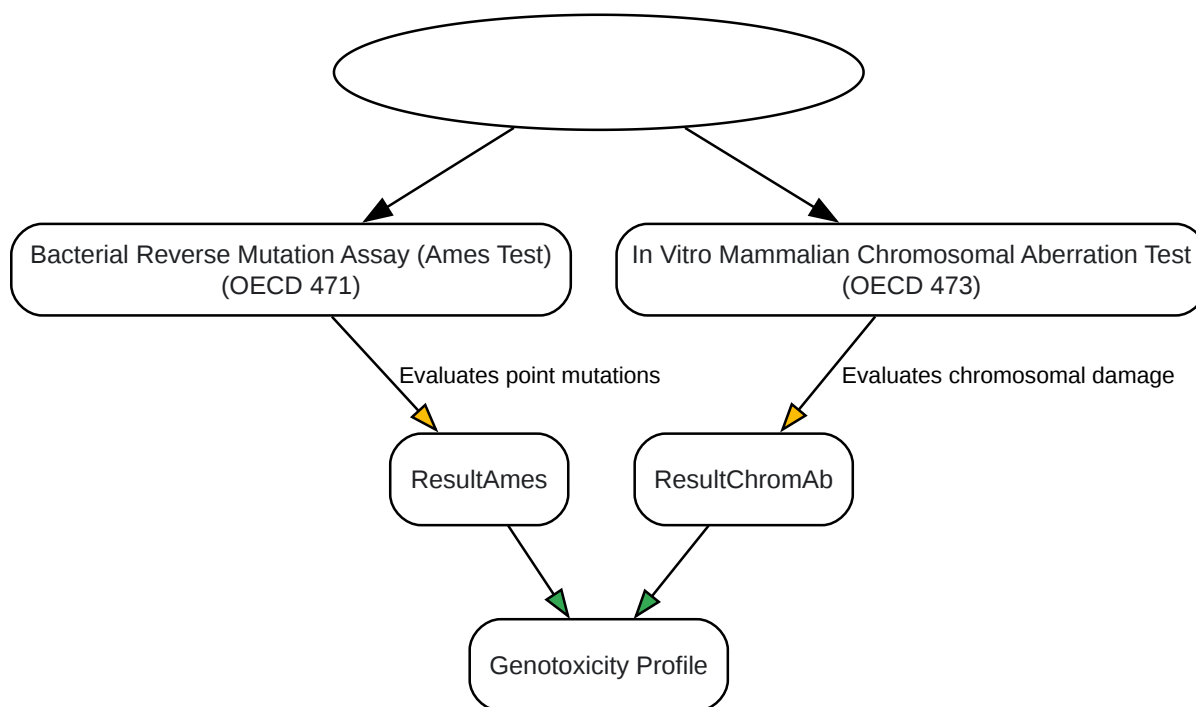 Bacterial Reverse Mutation Assay (Ames Test)
(OECD 471)
In Vitro Mammalian Chromosomal Aberration Test
(OECD 473)
Evaluates point mutations
Evaluates chromosomal damage
ResultAmes
ResultChromAb
Genotoxicity Profile